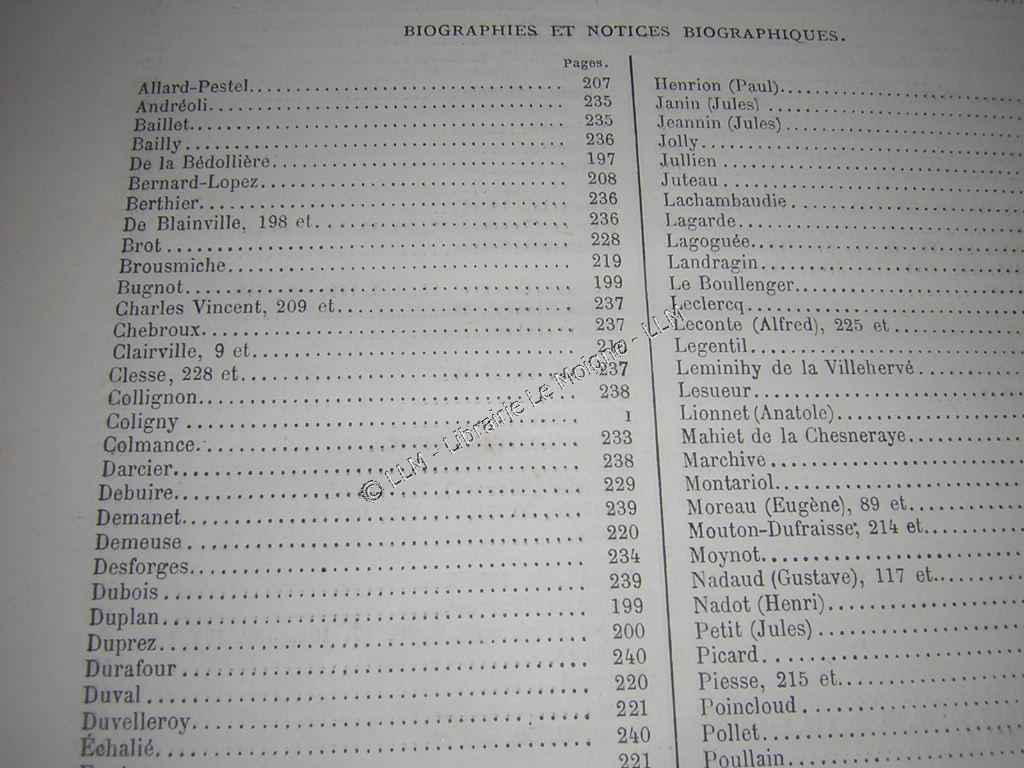 BIOGRAPHIES ET NOTICES BIOGRAPHIQUES.
Pages.
Allard-Pestel.................................. 207
Andréoli.................................. 235
Baillet.................................. 235
Bailly.................................. 236
De la Bédollière.................................. 197
Bernard-Lopez.................................. 208
Berthier.................................. 236
De Blainville, 198 et.................................. 236
Brot.................................. 228
Brousmiche.................................. 219
Bugnot.................................. 199
Charles Vincent, 209 et.................................. 237
Chebroux.................................. 237
Clairville, 9 et..................................
Clesse, 228 et.................................. 237
Collignon.................................. 238
Coligny.................................. 1
Colmance.................................. 233
Darcier.................................. 238
Debuire.................................. 229
Demanet.................................. 239
Demeuse.................................. 220
Desforges.................................. 234
Dubois.................................. 239
Duplan.................................. 199
Duprez.................................. 200
Durafour.................................. 240
Duval.................................. 220
Duvelleroy.................................. 221
Échalié.................................. 240
221
Henrion (Paul)..................................
Janin (Jules)..................................
Jeannin (Jules)..................................
Jolly..................................
Jullien..................................
Juteau..................................
Lachambaudie..................................
Lagarde..................................
Lagoguée..................................
Landragin..................................
Le Boullenger..................................
Leclercq..................................
Leconte (Alfred), 225 et..................................
Legentil..................................
Leminihy de la Villehervé..................................
Lesueur..................................
Lionnet (Anatole)..................................
Mahiet de la Chesneraye..................................
Marchive..................................
Montariol..................................
Moreau (Eugène), 89 et..................................
Mouton-Dufraisse, 214 et..................................
Moynot..................................
Nadaud (Gustave), 117 et..................................
Nadot (Henri)..................................
Petit (Jules)..................................
Picard..................................
Piesse, 215 et..................................
Poincloud..................................
Pollet..................................
Poullain..................................
© LLM - Librairie Le Moigne - LLM